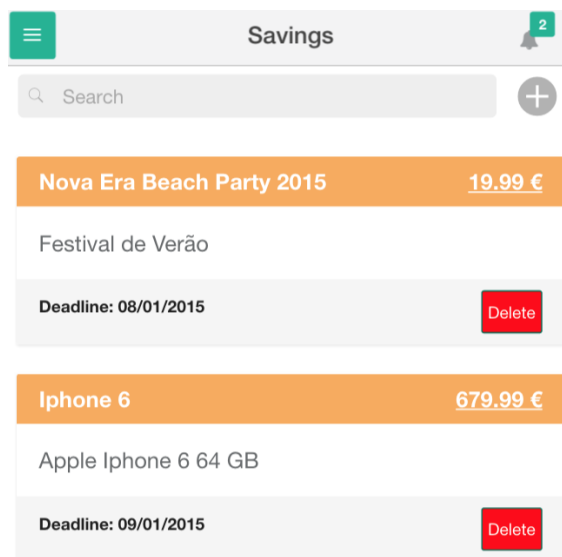 Savings
2
Search
Nova Era Beach Party 2015 19.99 €
Festival de Verão
Deadline: 08/01/2015
Delete
Iphone 6 679.99 €
Apple Iphone 6 64 GB
Deadline: 09/01/2015
Delete